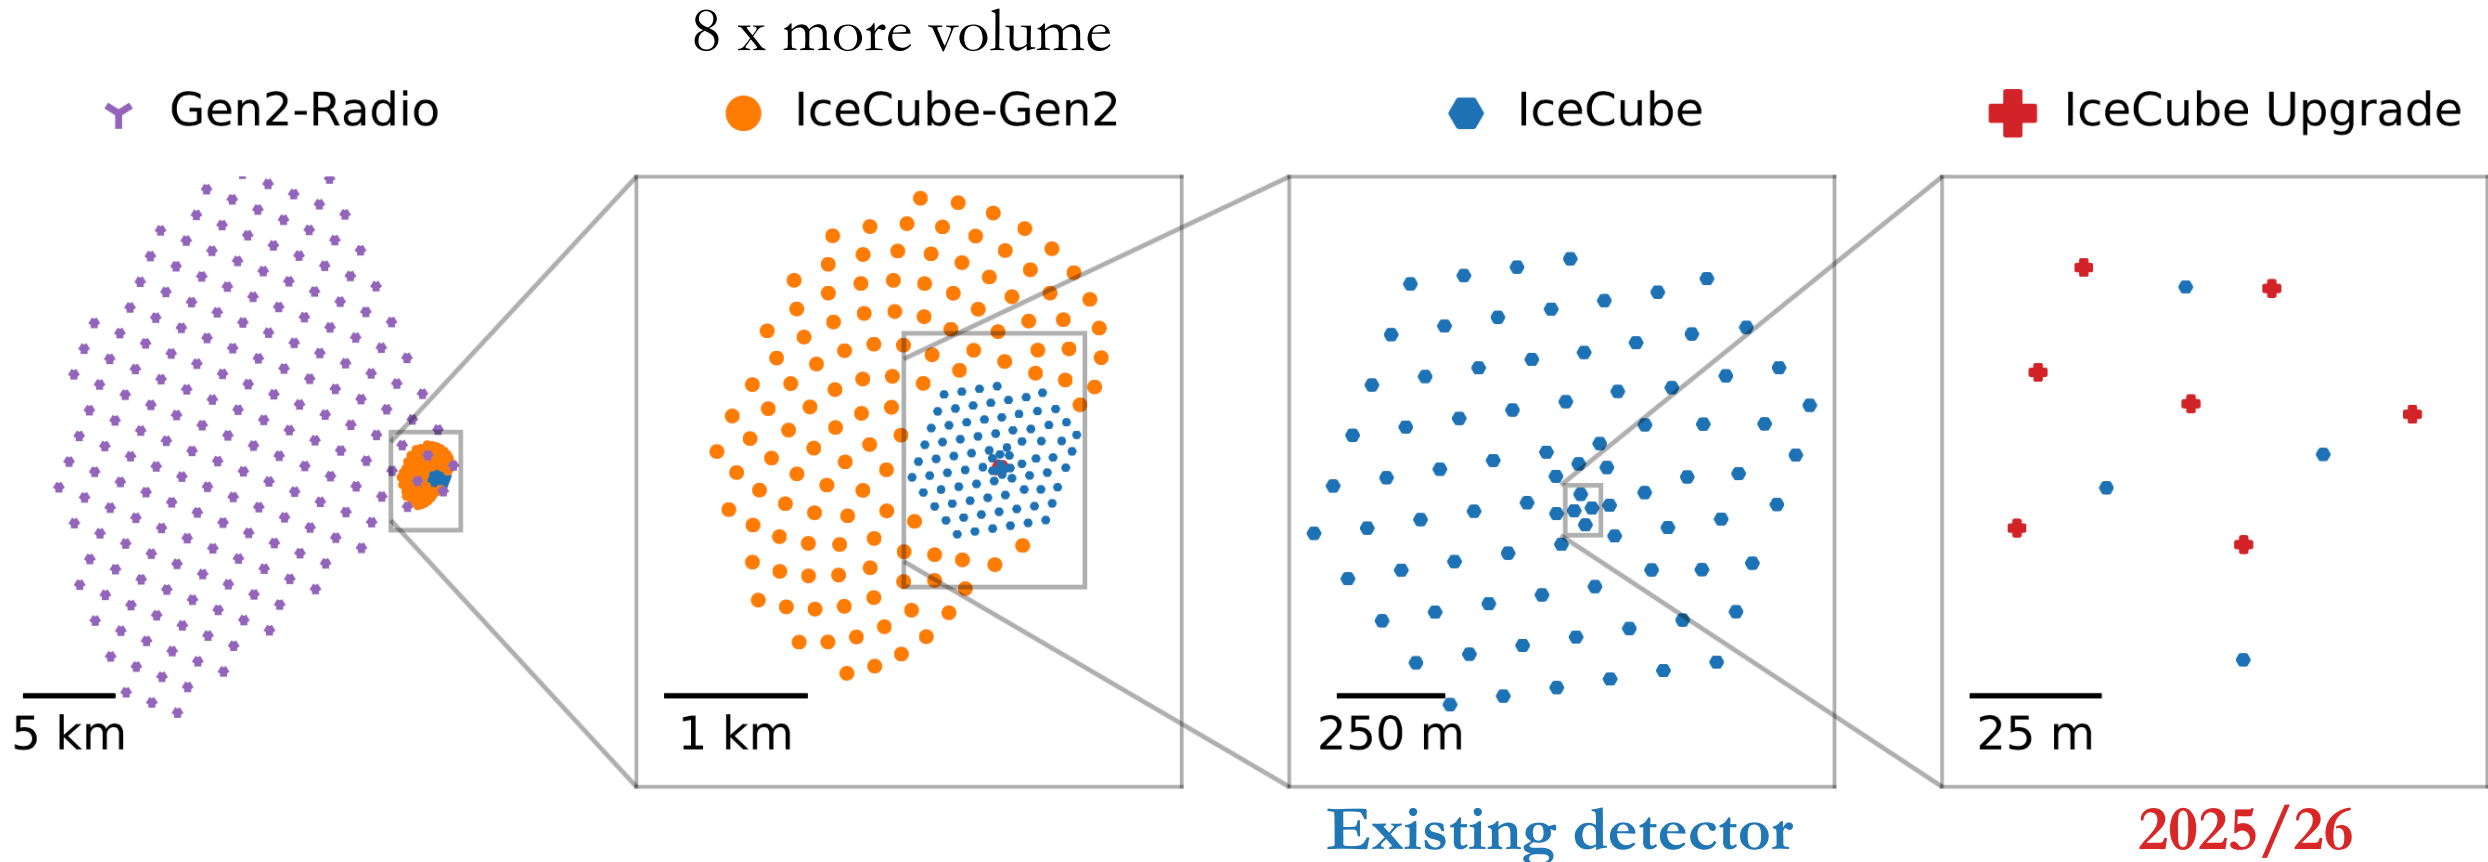 8 x more volume
Gen2-Radio
IceCube-Gen2
IceCube
IceCube Upgrade
5 km
1 km
250 m
25 m
Existing detector
2025/26